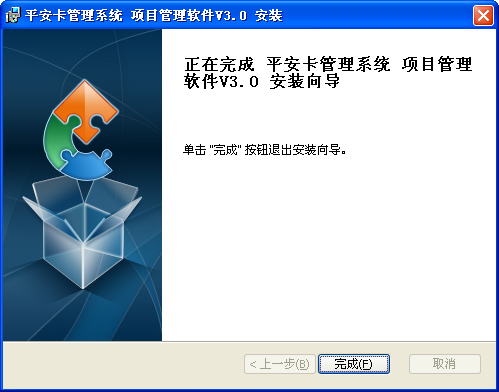 平安卡管理系统 项目管理软件V3.0 安装
正在完成 平安卡管理系统 项目管理
软件V3.0 安装向导
单击 "完成" 按钮退出安装向导。
< 上一步(B)
完成(F)
取消